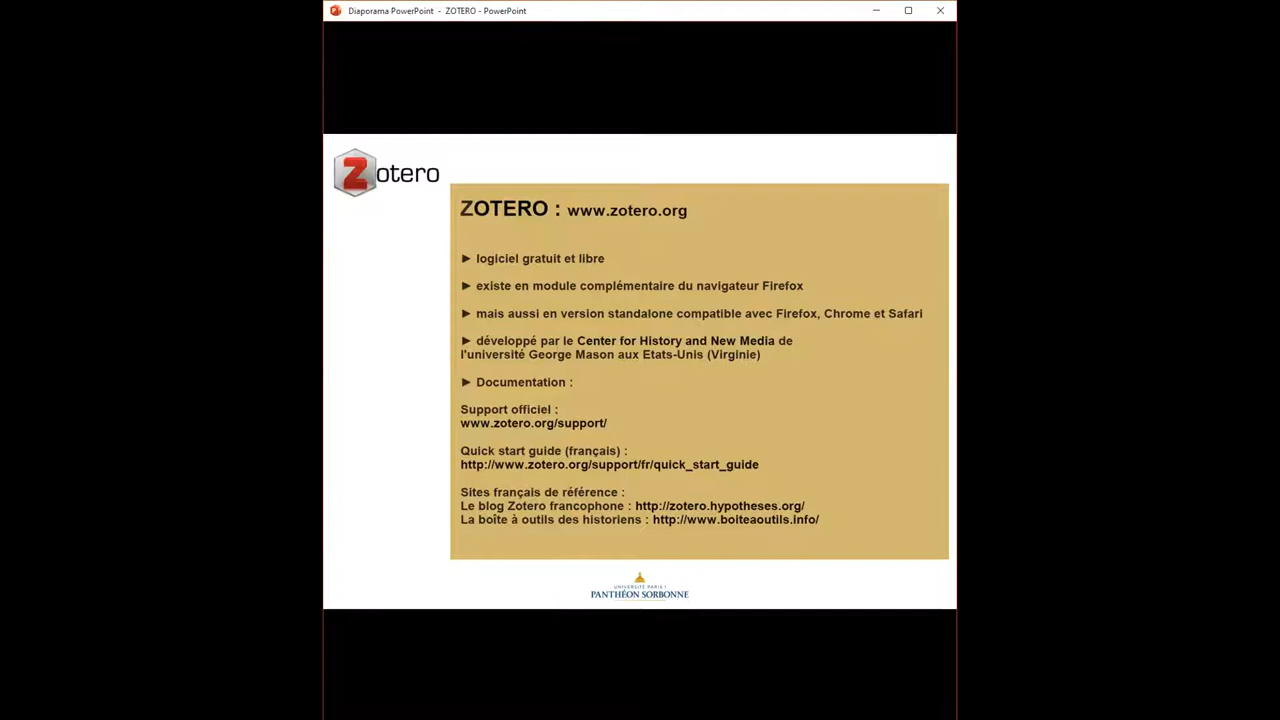 Diaporama PowerPoint - ZOTERO - PowerPoint
Zotero
ZOTERO : www.zotero.org
► logiciel gratuit et libre
► existe en module complémentaire du navigateur Firefox
► mais aussi en version standalone compatible avec Firefox, Chrome et Safari
► développé par le Center for History and New Media de
l'université George Mason aux Etats-Unis (Virginie)
► Documentation :
Support officiel :
www.zotero.org/support/
Quick start guide (français) :
http://www.zotero.org/support/fr/quick_start_guide
Sites français de référence :
Le blog Zotero francophone : http://zotero.hypotheses.org/
La boîte à outils des historiens : http://www.boiteaoutils.info/
UNIVERSITÉ PARIS 1
PANTHÉON SORBONNE